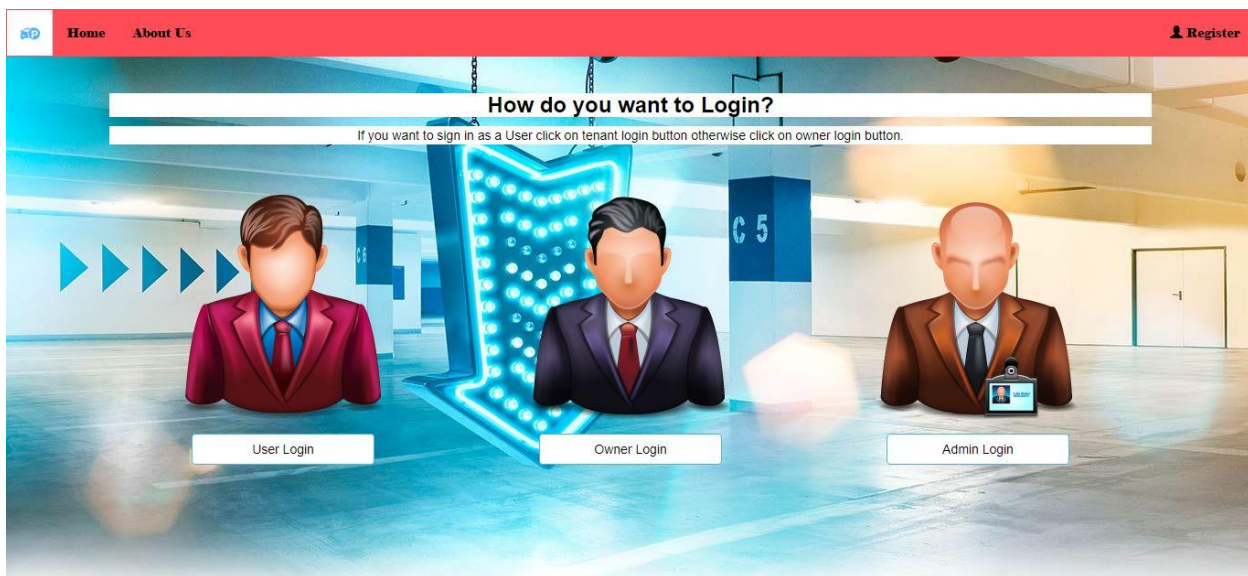 Home About Us Register
How do you want to Login?
If you want to sign in as a User click on tenant login button otherwise click on owner login button.
C 6
C 5
User Login Owner Login Admin Login